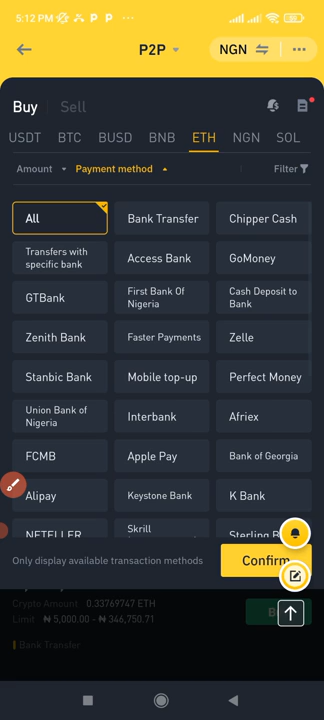 5:12 PM
P2P
NGN
Buy
Sell
USDT
BTC
BUSD
BNB
ETH
NGN
SOL
Amount
Payment method
Filter
All
Bank Transfer
Chipper Cash
Transfers with
specific bank
Access Bank
GoMoney
GTBank
First Bank Of
Nigeria
Cash Deposit to
Bank
Zenith Bank
Faster Payments
Zelle
Stanbic Bank
Mobile top-up
Perfect Money
Union Bank of
Nigeria
Interbank
Afriex
FCMB
Apple Pay
Bank of Georgia
Alipay
Keystone Bank
K Bank
NETELLER
Skrill
Only display available transaction methods
Confirm
Crypto Amount 0.33769747 ETH
Limit ₦ 5,000.00 - ₦ 346,750.71
Bank Transfer